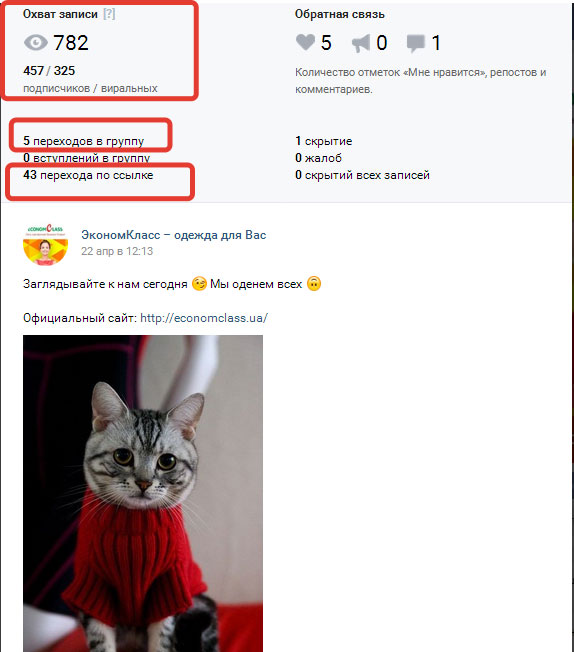 Охват записи [?]
782
457 / 325
подписчиков / виральных
Обратная связь
5 0 1
Количество отметок «Мне нравится», репостов и
комментариев.
5 переходов в группу
0 вступлений в группу
43 перехода по ссылке
1 скрытие
0 жалоб
0 скрытий всех записей
ECONOMCLASS
ЭкономКласс – одежда для Вас
22 апр в 12:13
Заглядывайте к нам сегодня 😉 Мы оденем всех 🙃
Официальный сайт: http://economclass.ua/